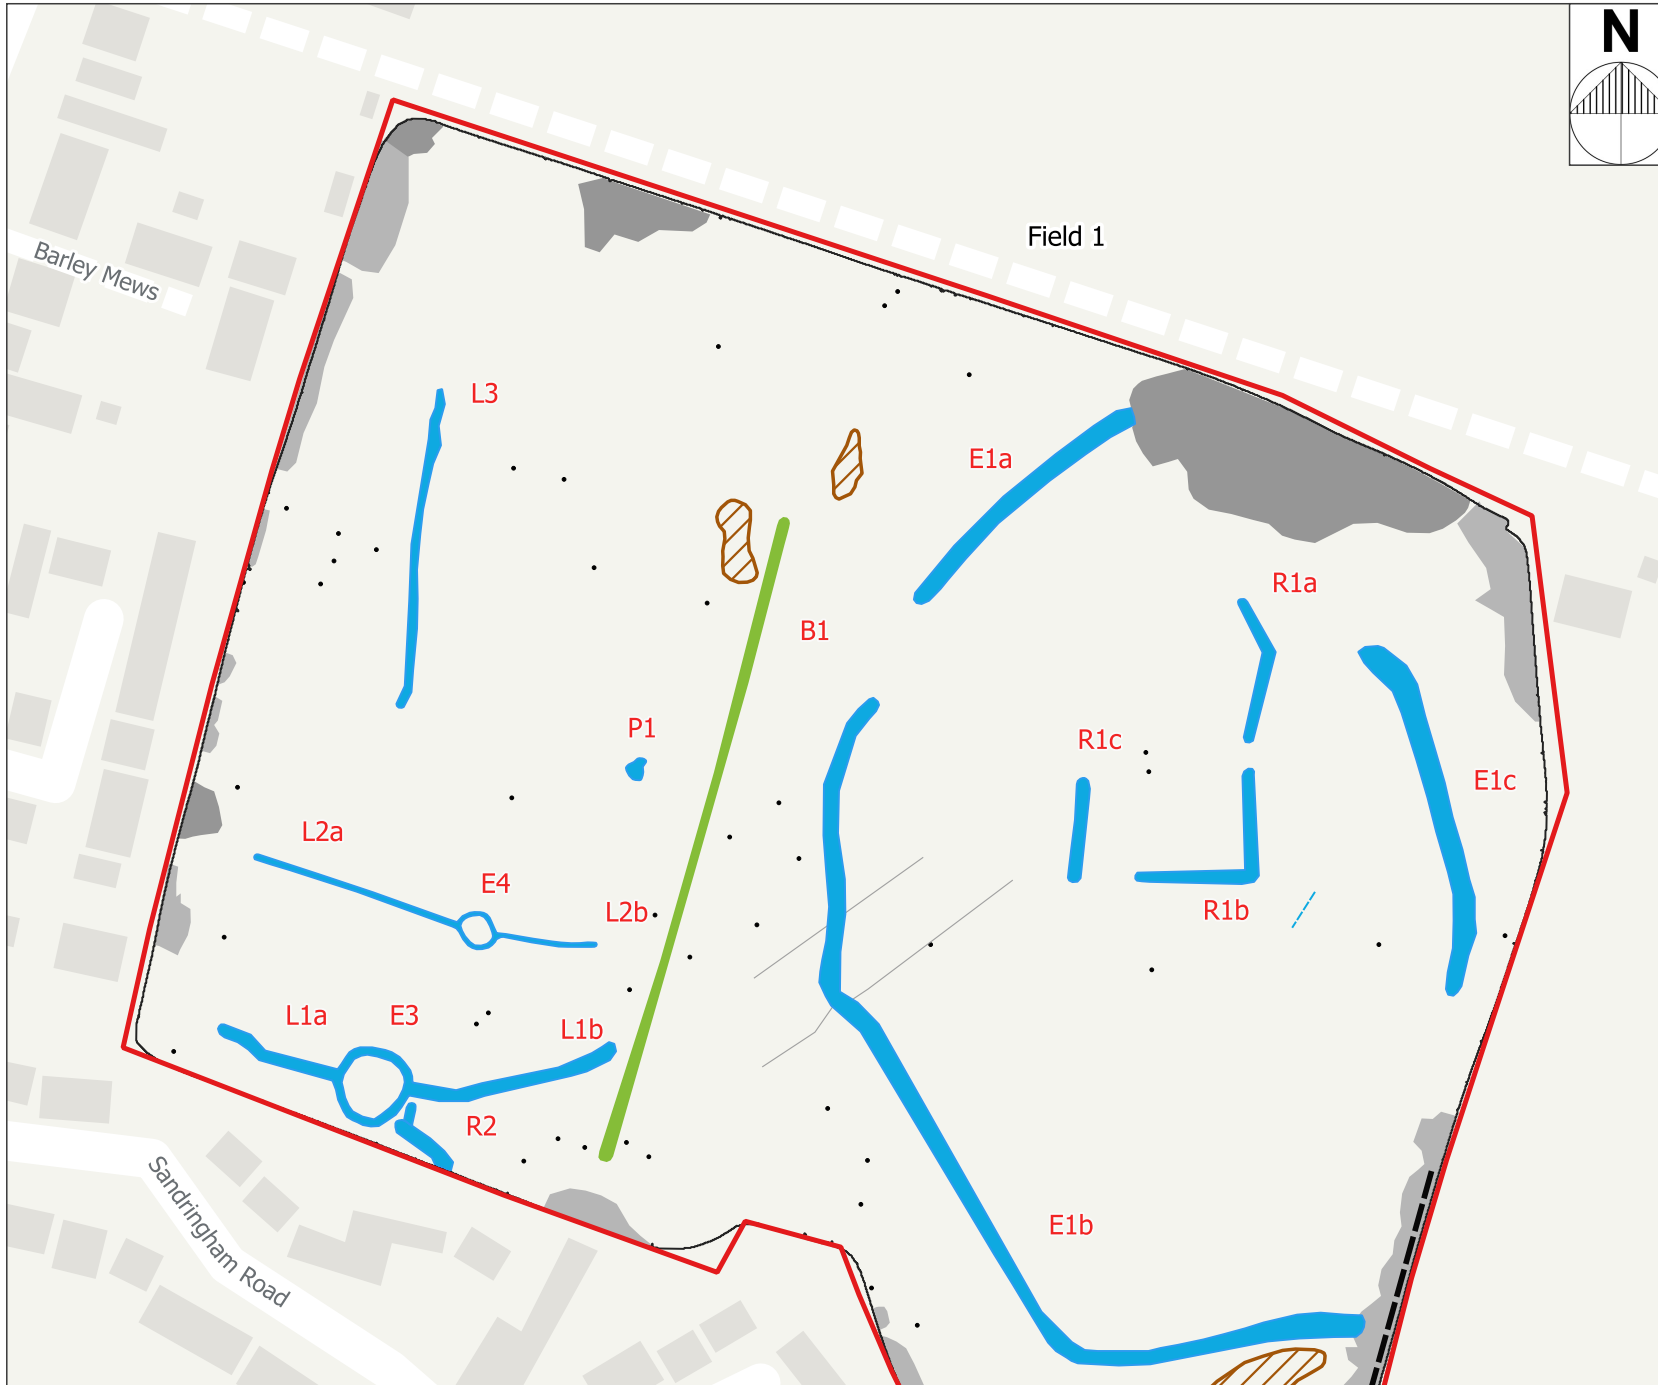 N
Field 1
Barley Mews
L3
E1a
R1a
B1
P1
R1c
E1c
L2a
E4
L2b
R1b
L1a
E3
L1b
R2
Sandringham Road
E1b